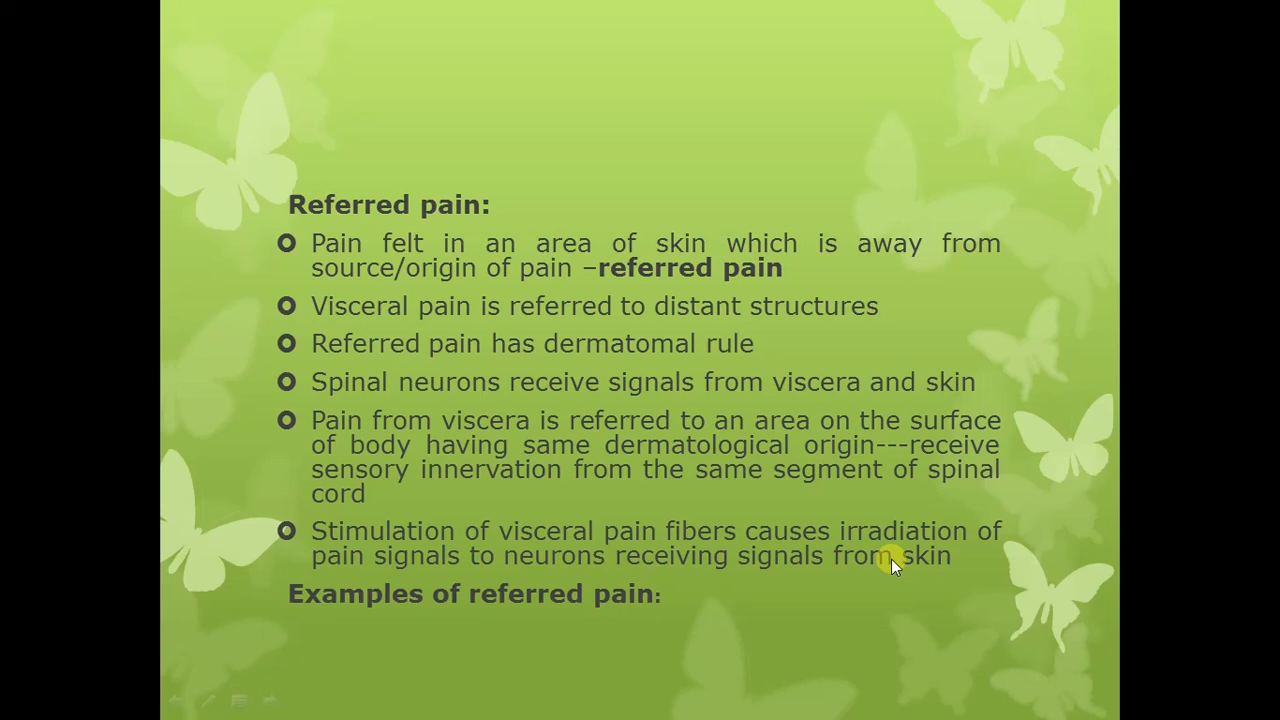 Referred pain:
Pain felt in an area of skin which is away from
source/origin of pain –referred pain
Visceral pain is referred to distant structures
Referred pain has dermatomal rule
Spinal neurons receive signals from viscera and skin
Pain from viscera is referred to an area on the surface
of body having same dermatological origin---receive
sensory innervation from the same segment of spinal
cord
Stimulation of visceral pain fibers causes irradiation of
pain signals to neurons receiving signals from skin
Examples of referred pain: